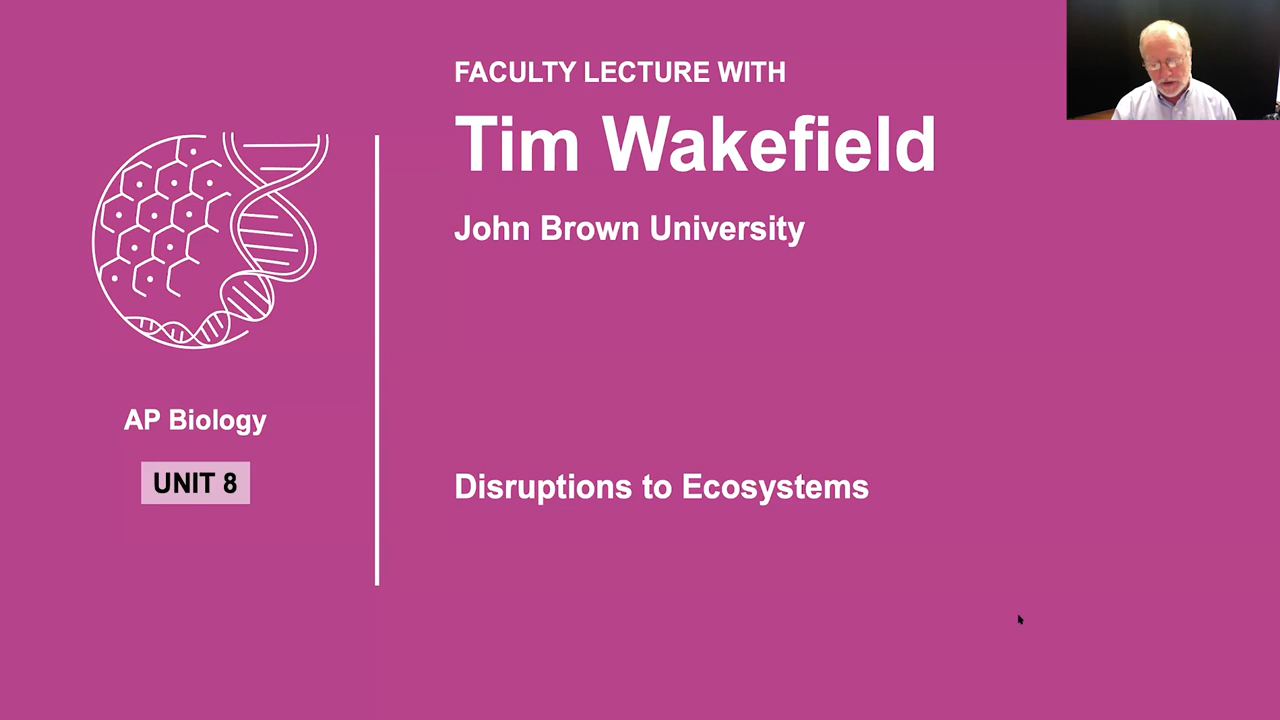 FACULTY LECTURE WITH
Tim Wakefield
John Brown University
AP Biology
UNIT 8
Disruptions to Ecosystems